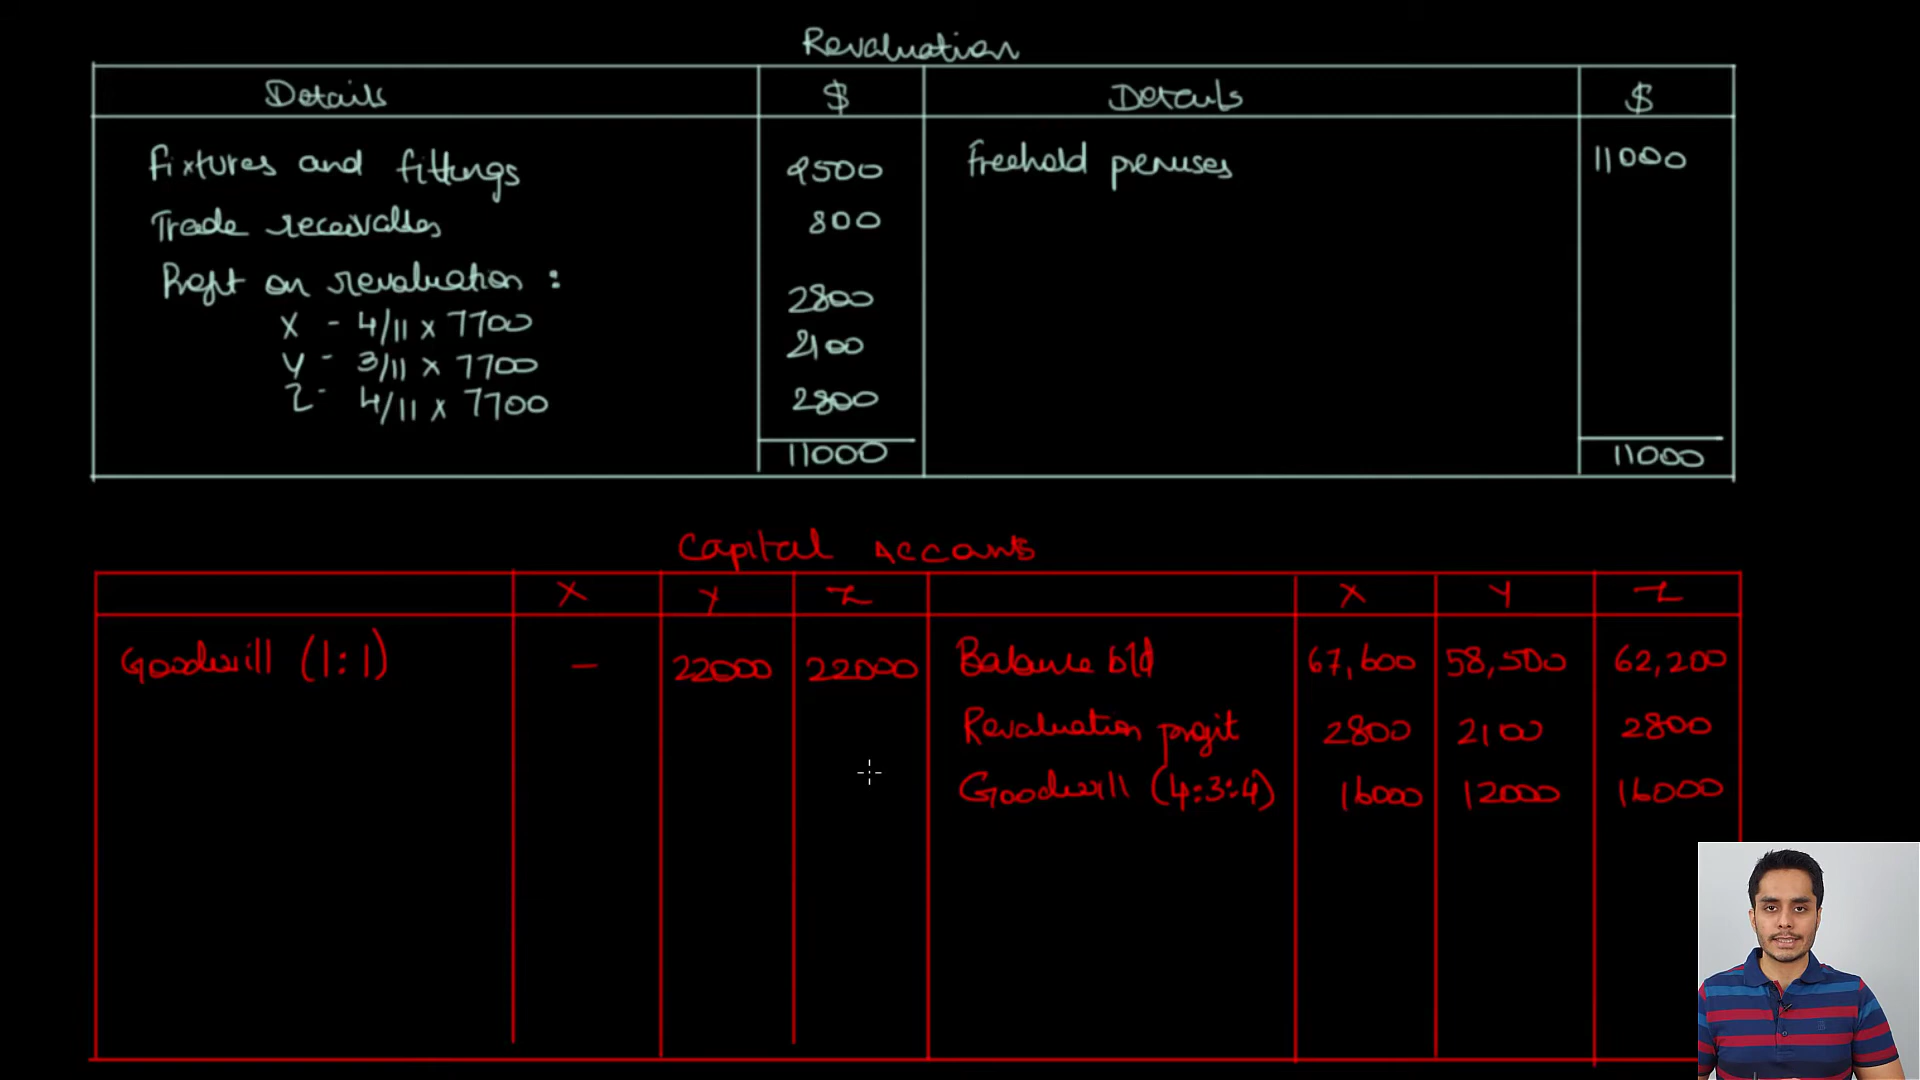 Revaluation
Details $ Details $
Fixtures and fittings 2500 Freehold premises 11000
Trade receivables 800
Profit on revaluation : 2800
X - 4/11 x 7700
Y - 3/11 x 7700 2100
Z - 4/11 x 7700 2800
11000 11000
Capital Accounts
X Y Z X Y Z
Goodwill (1:1) - 22000 22000 Balance b/d 67,600 58,500 62,200
Revaluation profit 2800 2100 2800
Goodwill (4:3:4) 16000 12000 16000